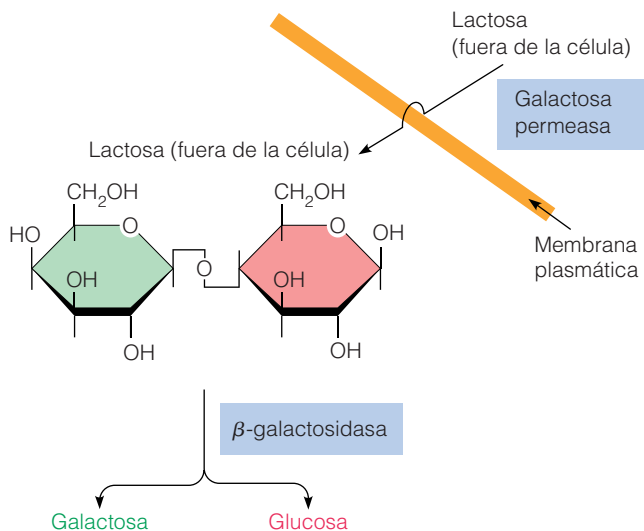 Lactosa
(fuera de la célula)
Galactosa
permeasa
Lactosa (fuera de la célula)
Membrana
plasmática
CH₂OH
CH₂OH
HO
O
O
OH
OH
O
OH
OH
OH
β-galactosidasa
Galactosa
Glucosa